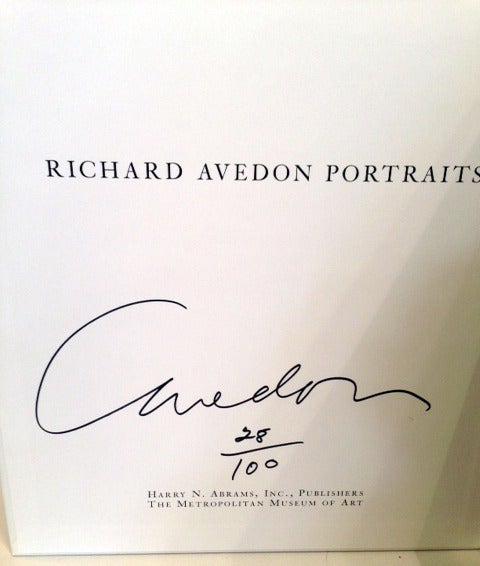 RICHARD AVEDON PORTRAITS
Avedon
28
100
HARRY N. ABRAMS, INC., PUBLISHERS
THE METROPOLITAN MUSEUM OF ART